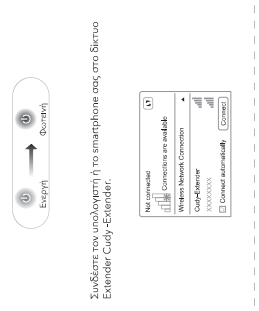 Ενεργή
Φωτεινή
Συνδέστε τον υπολογιστή ή το smartphone σας στο δίκτυο
Extender Cudy -Extender.
Not connected
Connections are available
Wireless Network Connection
Cudy-Extender
XXXXXXXX
Connect automatically
Connect